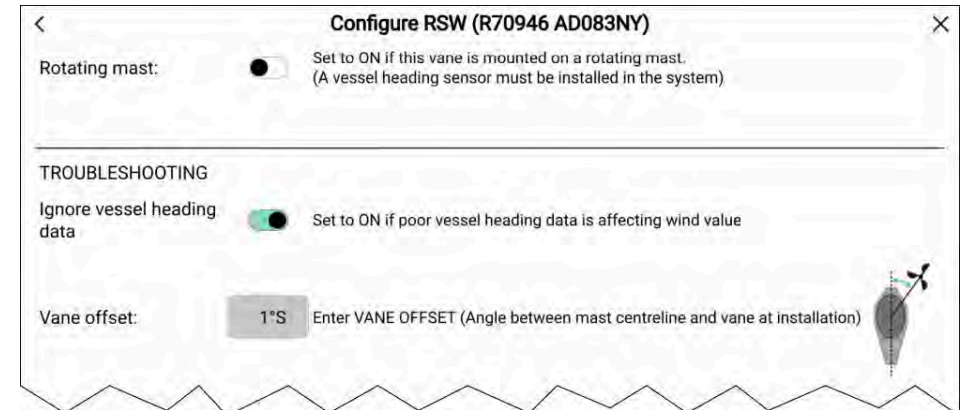 Configure RSW (R70946 AD083NY)
Rotating mast:
Set to ON if this vane is mounted on a rotating mast.
(A vessel heading sensor must be installed in the system)
TROUBLESHOOTING
Ignore vessel heading
data
Set to ON if poor vessel heading data is affecting wind value
Vane offset:
1°S
Enter VANE OFFSET (Angle between mast centreline and vane at installation)